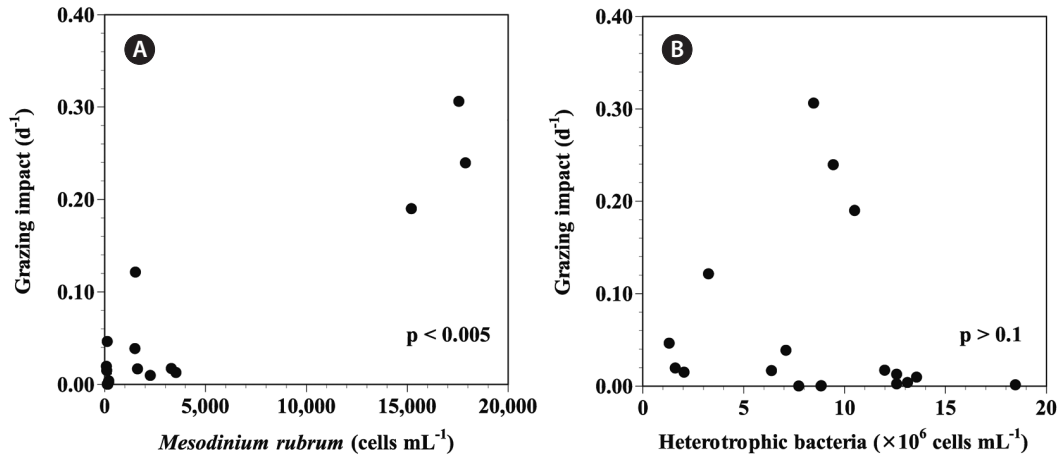 A
0.40
0.30
0.20
0.10
0.00
Grazing impact (d⁻¹)
p < 0.005
0
5,000
10,000
15,000
20,000
Mesodinium rubrum (cells mL⁻¹)
B
0.40
0.30
0.20
0.10
0.00
Grazing impact (d⁻¹)
p > 0.1
0
5
10
15
20
Heterotrophic bacteria (×10⁶ cells mL⁻¹)